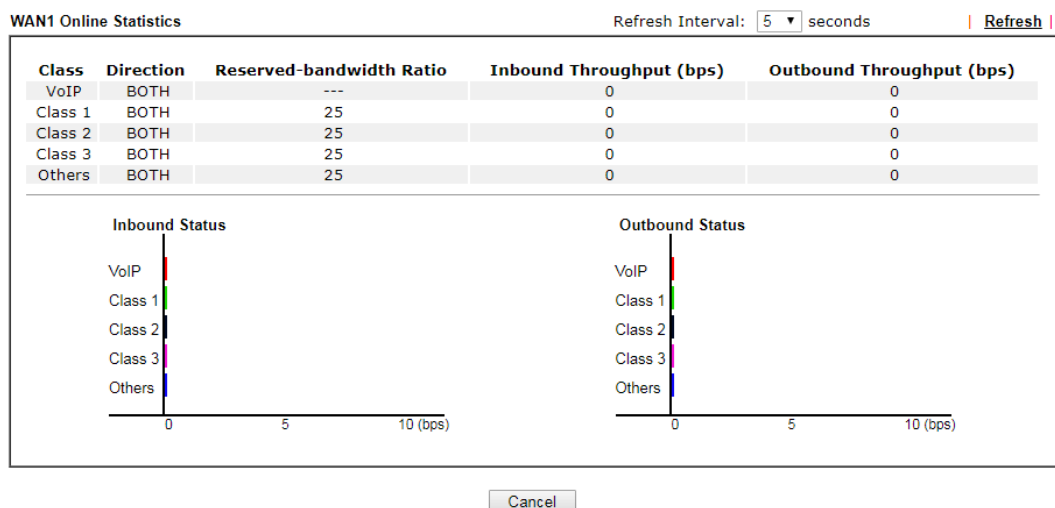 WAN1 Online Statistics Refresh Interval: 5 ▼ seconds | Refresh |
Class Direction Reserved-bandwidth Ratio Inbound Throughput (bps) Outbound Throughput (bps)
VoIP BOTH --- 0 0
Class 1 BOTH 25 0 0
Class 2 BOTH 25 0 0
Class 3 BOTH 25 0 0
Others BOTH 25 0 0
Inbound Status
VoIP
Class 1
Class 2
Class 3
Others
0 5 10 (bps)
Outbound Status
VoIP
Class 1
Class 2
Class 3
Others
0 5 10 (bps)
Cancel